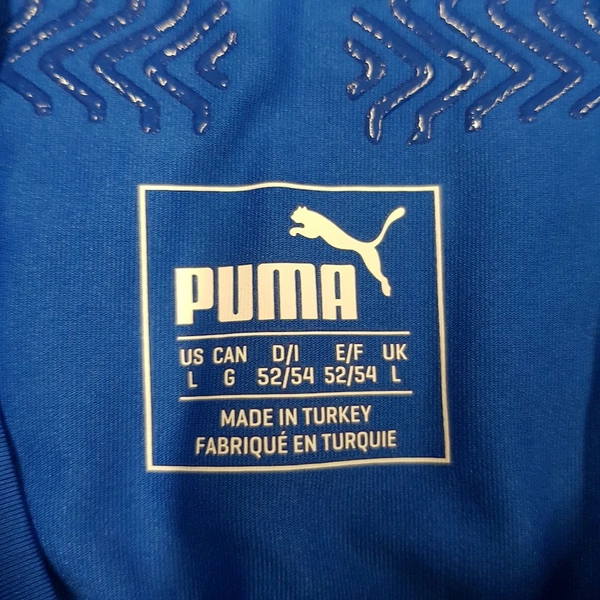 PUMA
US CAN D/I E/F UK
L G 52/54 52/54 L
MADE IN TURKEY
FABRIQUÉ EN TURQUIE